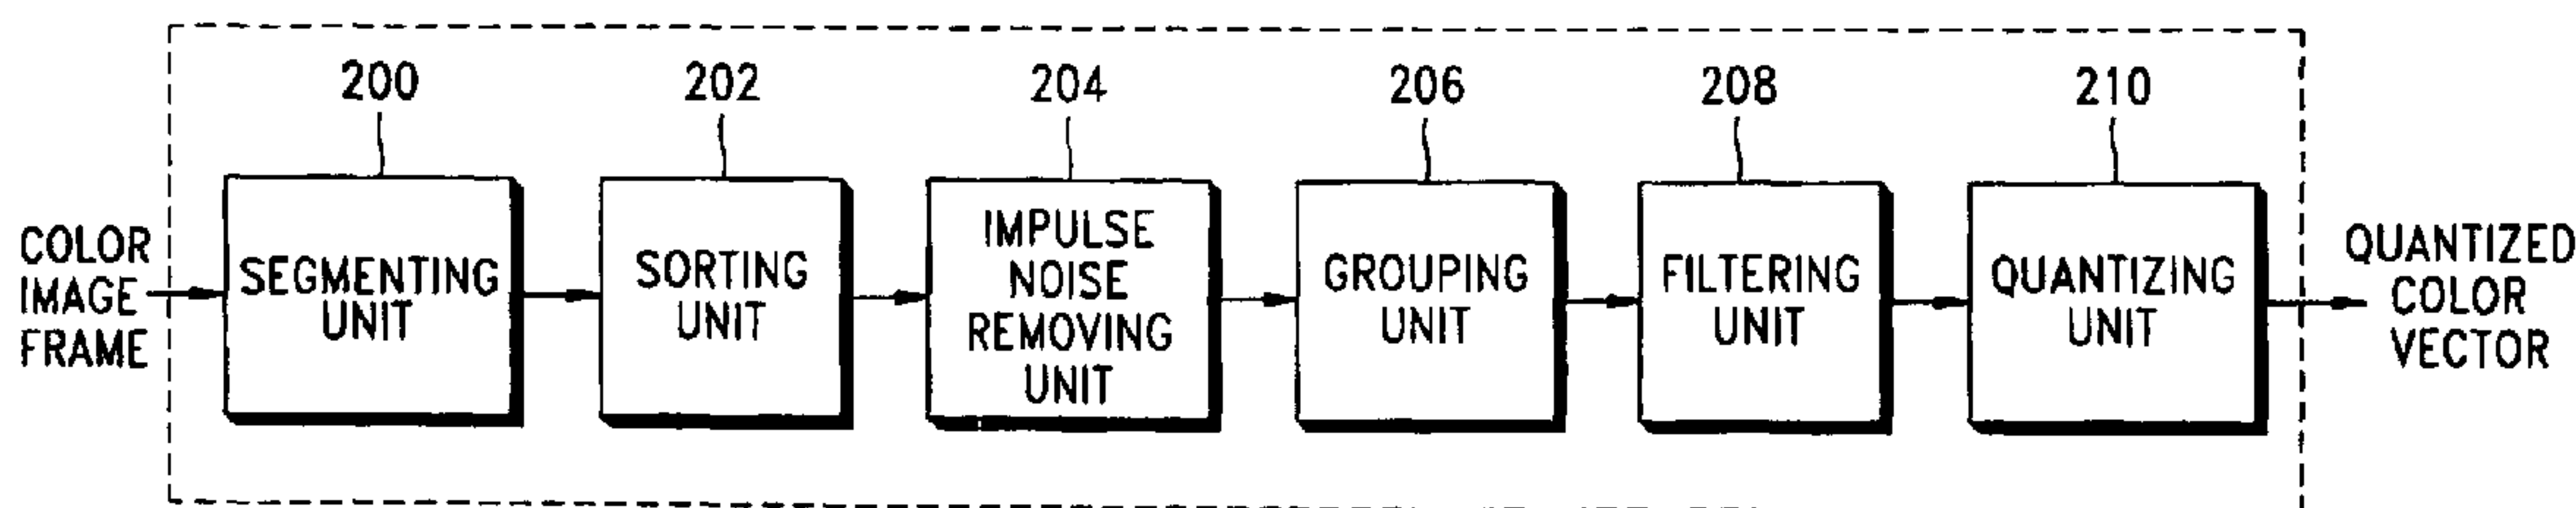 200
202
204
206
208
210
COLOR
IMAGE
FRAME
SEGMENTING
UNIT
SORTING
UNIT
IMPULSE
NOISE
REMOVING
UNIT
GROUPING
UNIT
FILTERING
UNIT
QUANTIZING
UNIT
QUANTIZED
COLOR
VECTOR